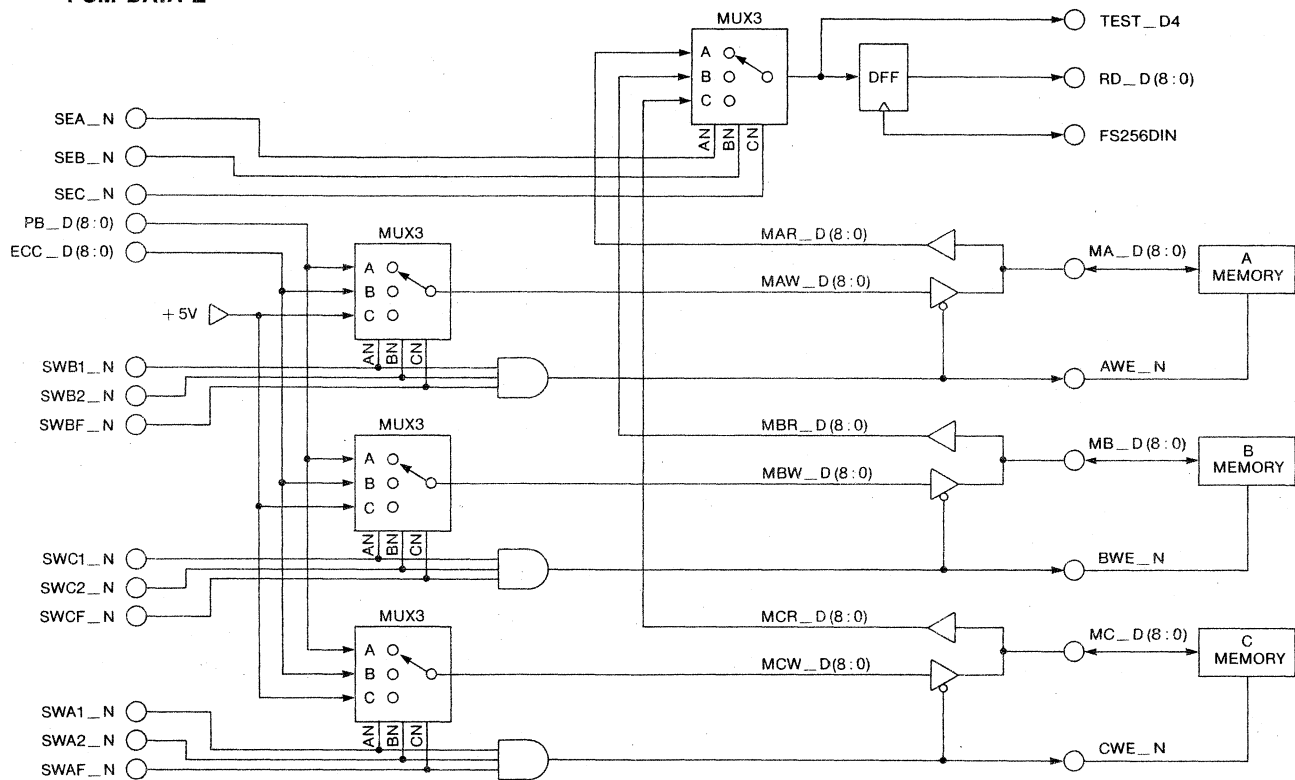 MUX3
TEST_D4
A
B
C
DFF
RD_D(8:0)
AN
BN
CN
FS256DIN
SEA_N
SEB_N
SEC_N
PB_D(8:0)
ECC_D(8:0)
+5V
MUX3
A
B
C
AN
BN
CN
MAR_D(8:0)
MAW_D(8:0)
MA_D(8:0)
A
MEMORY
SWB1_N
SWB2_N
SWBF_N
AWE_N
MUX3
A
B
C
AN
BN
CN
MBR_D(8:0)
MBW_D(8:0)
MB_D(8:0)
B
MEMORY
SWC1_N
SWC2_N
SWCF_N
BWE_N
MUX3
A
B
C
AN
BN
CN
MCR_D(8:0)
MCW_D(8:0)
MC_D(8:0)
C
MEMORY
SWA1_N
SWA2_N
SWAF_N
CWE_N